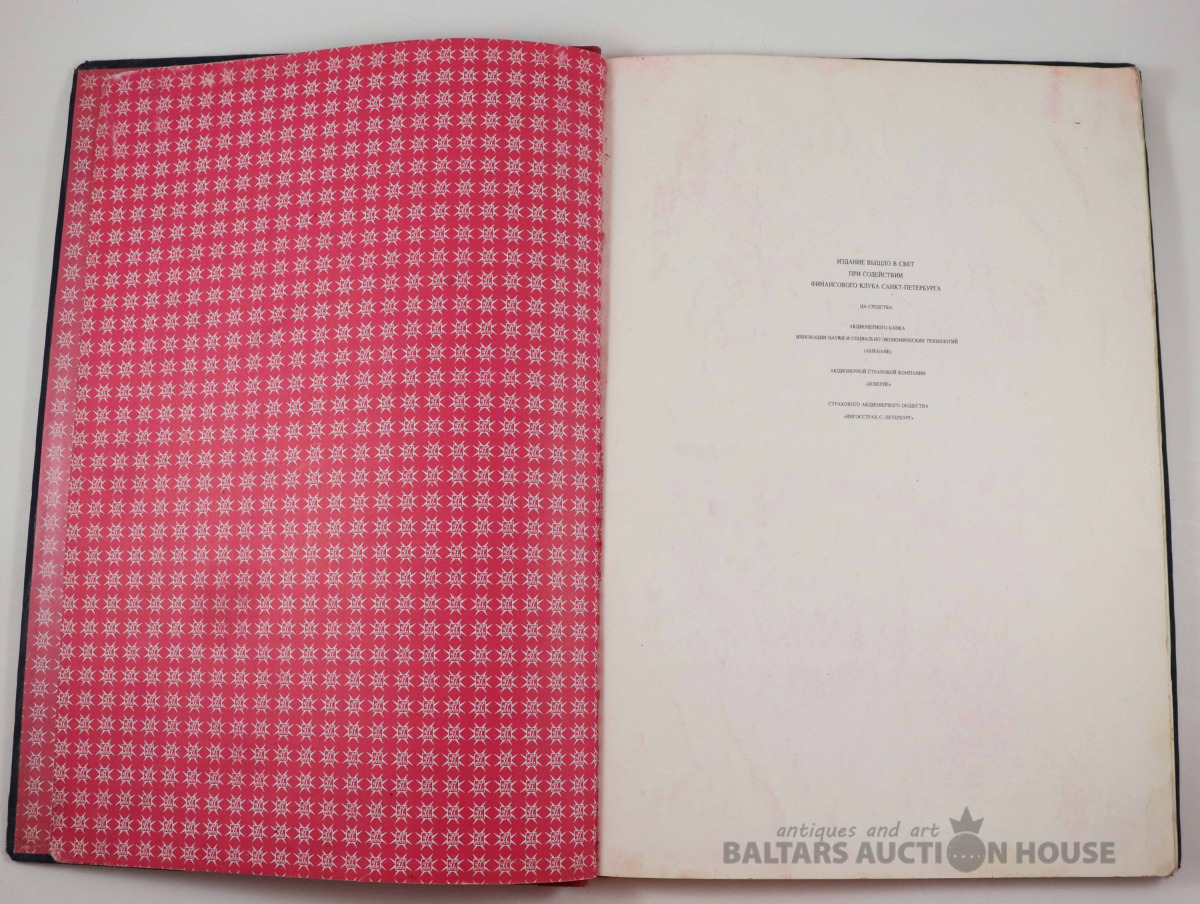 ИЗДАНИЕ ВЫШЛО В СВЕТ
ПРИ СОДЕЙСТВИИ
ФИНАНСОВОГО КЛУБА САНКТ-ПЕТЕРБУРГА
НА СРЕДСТВА:
АКЦИОНЕРНОГО БАНКА
ИННОВАЦИИ НАУКИ И СОЦИАЛЬНО-ЭКОНОМИЧЕСКИХ ТЕХНОЛОГИЙ
АКЦИОНЕРНОЙ СТРАХОВОЙ КОМПАНИИ
«ДОВЕРИЕ»
СТРАХОВОГО АКЦИОНЕРНОГО ОБЩЕСТВА
«ИНГОССТРАХ С.-ПЕТЕРБУРГ»
antiques and art
BALTARS AUCTION HOUSE